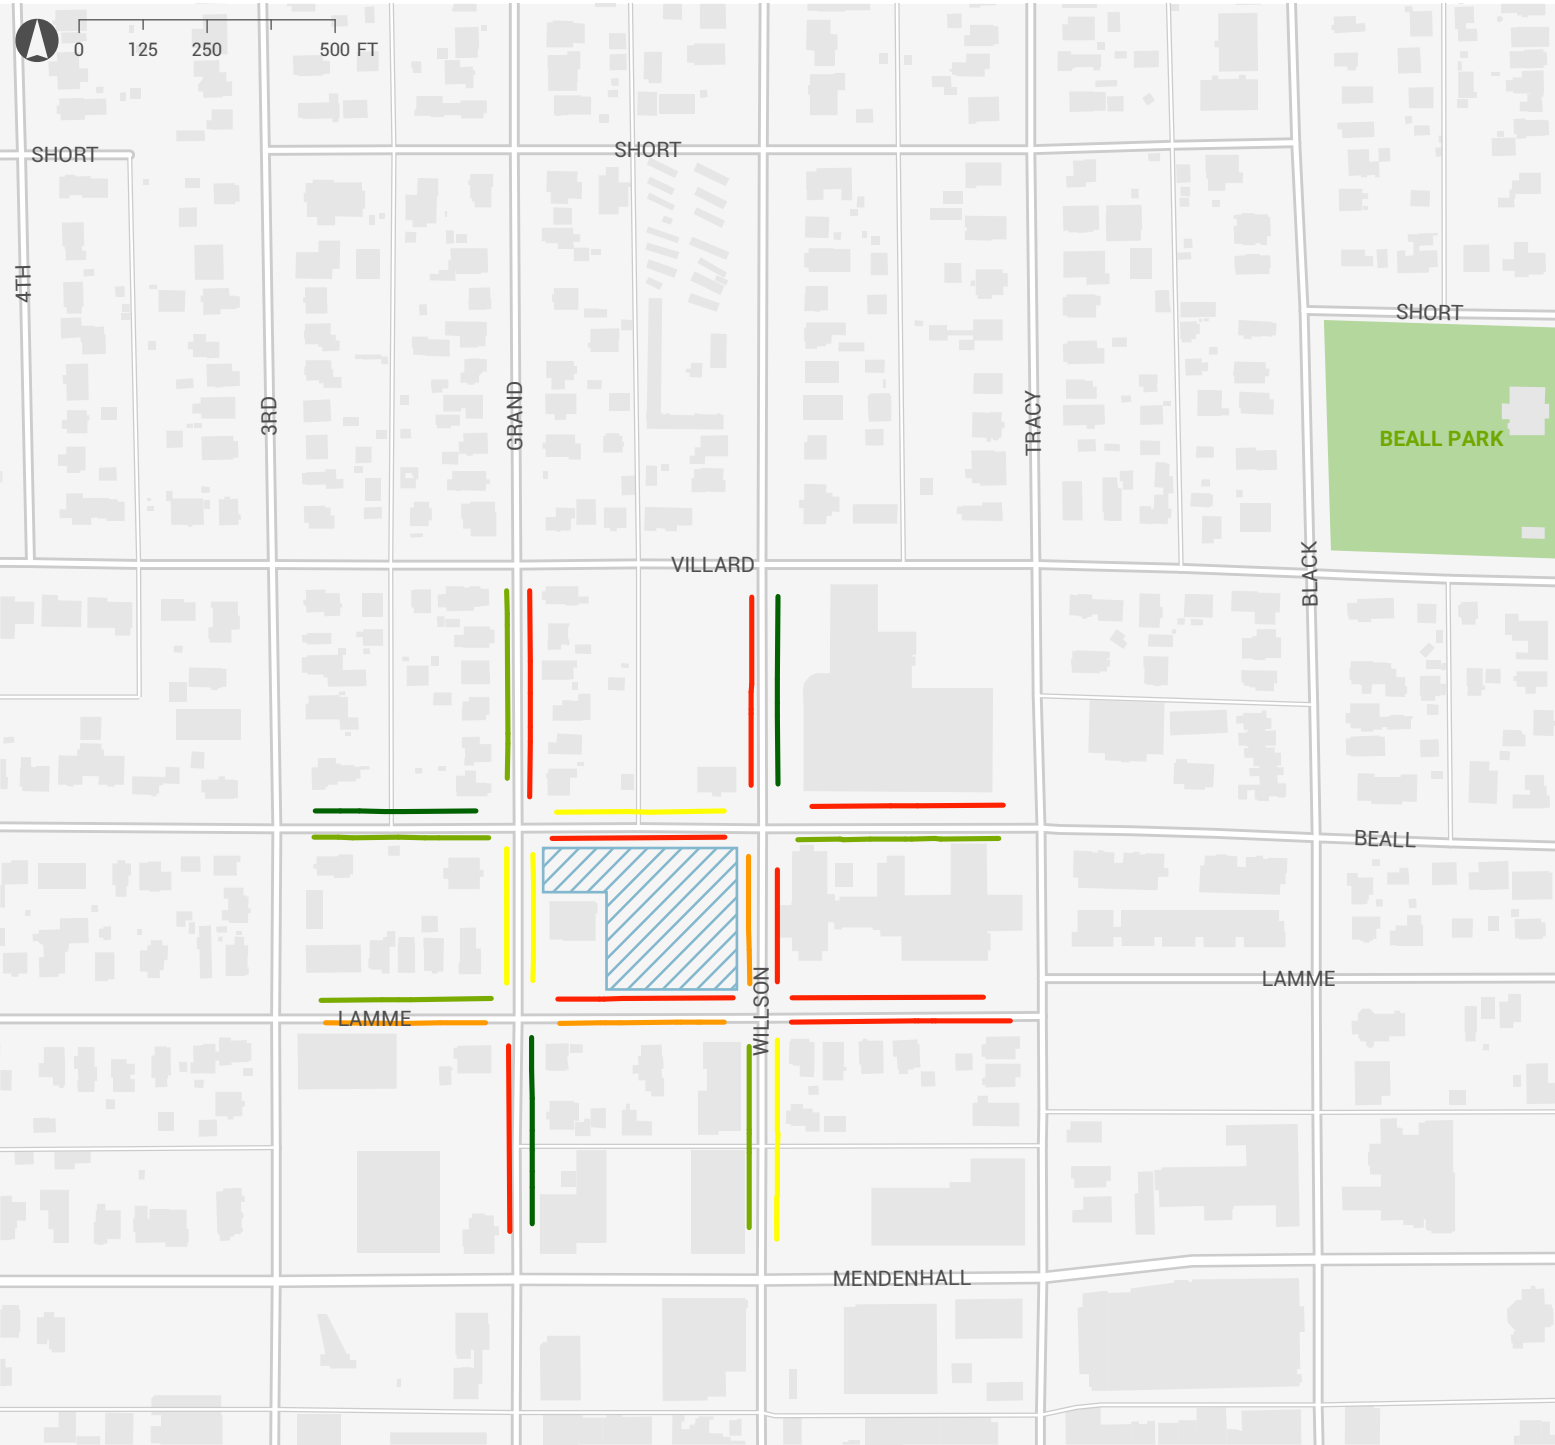 0 125 250 500 FT
SHORT
SHORT
4TH
SHORT
3RD
GRAND
TRACY
BEALL PARK
VILLARD
BLACK
BEALL
LAMME
WILLSON
LAMME
MENDENHALL